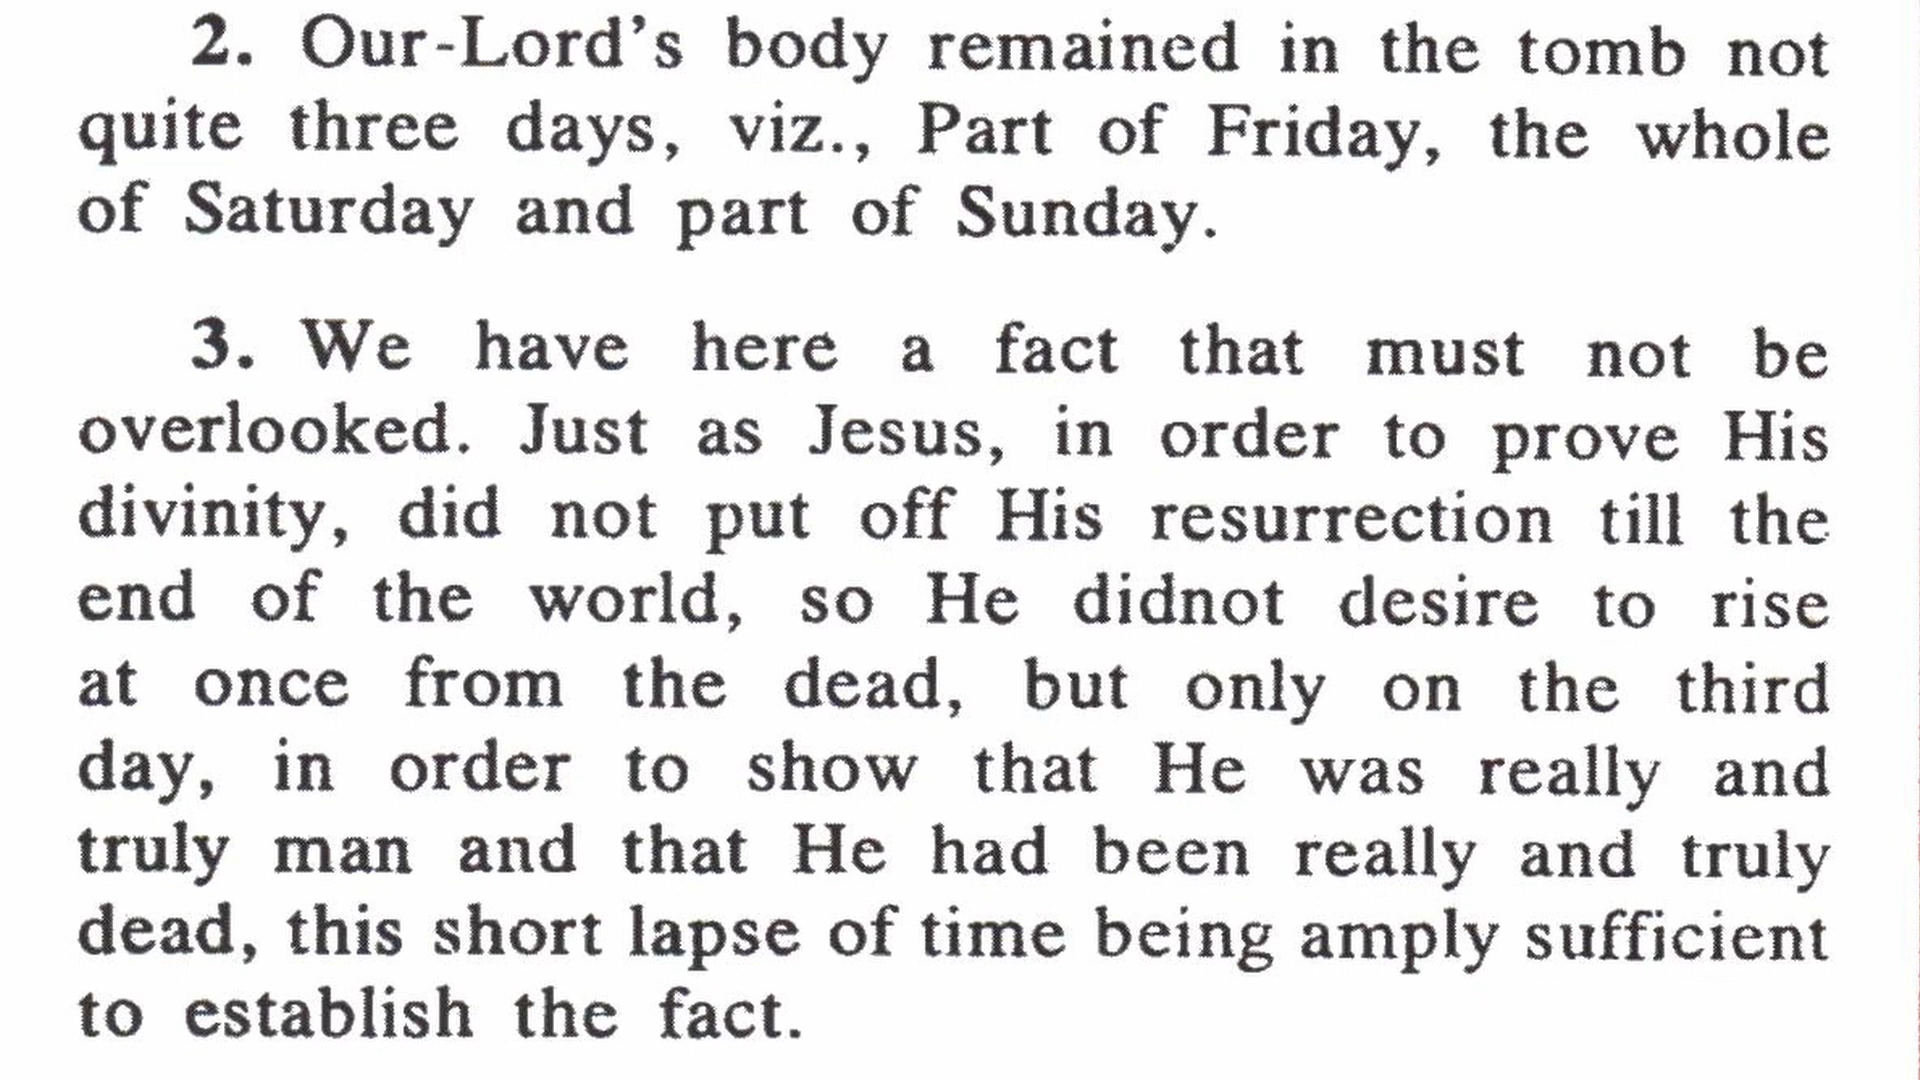 2. Our-Lord's body remained in the tomb not
quite three days, viz., Part of Friday, the whole
of Saturday and part of Sunday.
3. We have here a fact that must not be
overlooked. Just as Jesus, in order to prove His
divinity, did not put off His resurrection till the
end of the world, so He didnot desire to rise
at once from the dead, but only on the third
day, in order to show that He was really and
truly man and that He had been really and truly
dead, this short lapse of time being amply sufficient
to establish the fact.